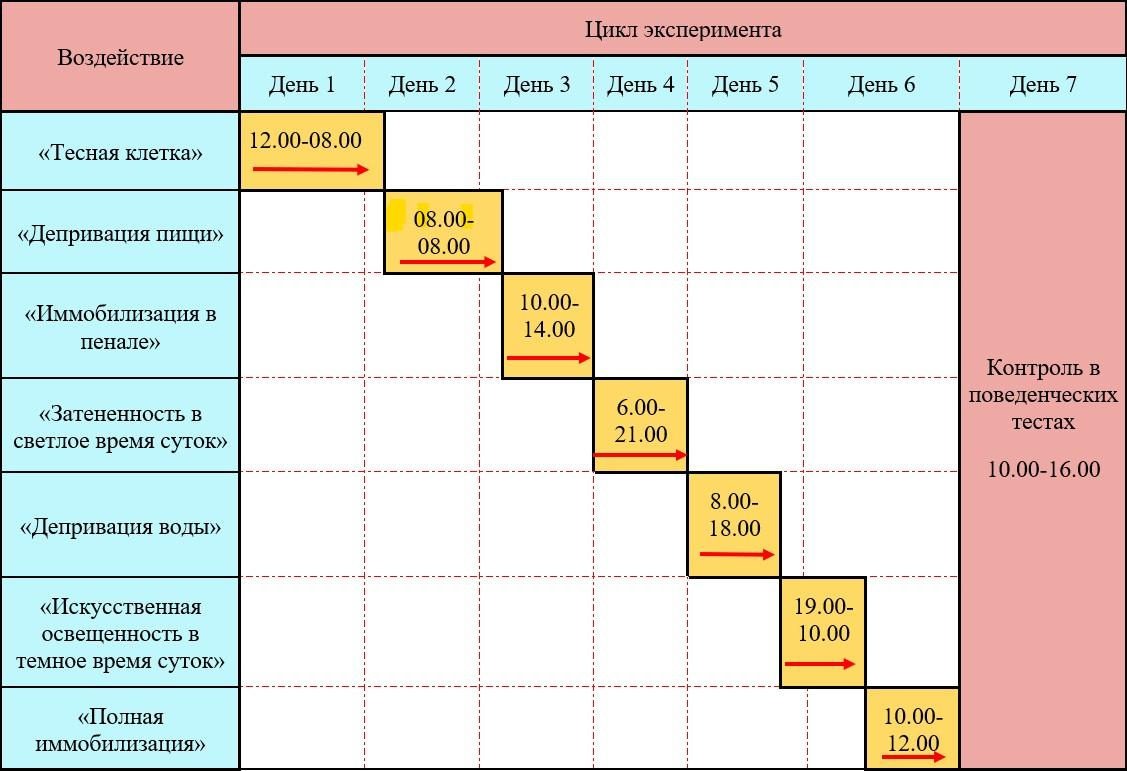 Воздействие
Цикл эксперимента
День 1
День 2
День 3
День 4
День 5
День 6
День 7
«Тесная клетка»
12.00-08.00
«Депривация пищи»
08.00-
08.00
«Иммобилизация в
пенале»
10.00-
14.00
«Затененность в
светлое время суток»
6.00-
21.00
«Депривация воды»
8.00-
18.00
«Искусственная
освещенность в
темное время суток»
19.00-
10.00
«Полная
иммобилизация»
10.00-
12.00
Контроль в
поведенческих
тестах
10.00-16.00